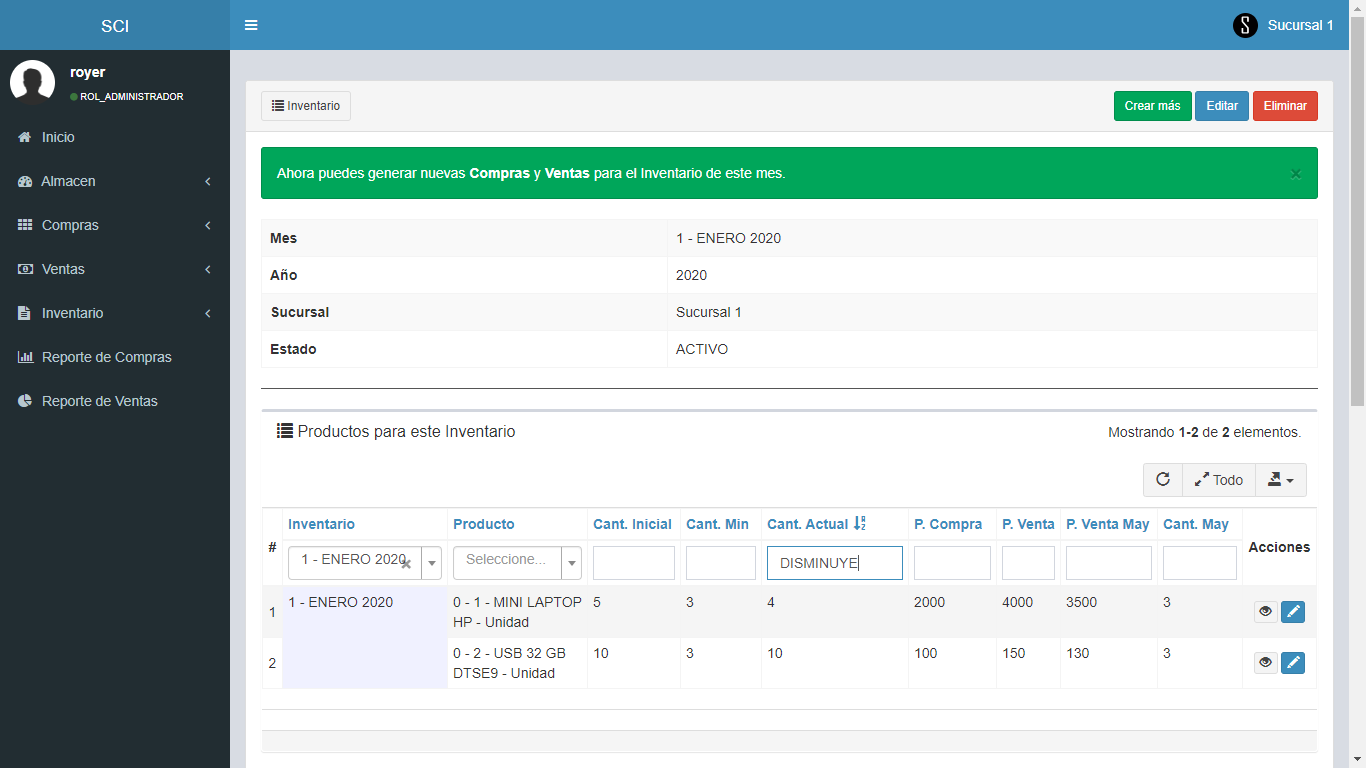 SCI
Sucursal 1
royer
ROL_ADMINISTRADOR
Inicio
Almacen
Compras
Ventas
Inventario
Reporte de Compras
Reporte de Ventas
Inventario
Crear más Editar Eliminar
Ahora puedes generar nuevas Compras y Ventas para el Inventario de este mes. ×
Mes 1 - ENERO 2020
Año 2020
Sucursal Sucursal 1
Estado ACTIVO
Productos para este Inventario
Mostrando 1-2 de 2 elementos.
Todo
# Inventario Producto Cant. Inicial Cant. Min Cant. Actual P. Compra P. Venta P. Venta May Cant. May Acciones
1 - ENERO 2020 × Seleccione... DISMINUYE
1 1 - ENERO 2020 0 - 1 - MINI LAPTOP 5 3 4 2000 4000 3500 3
HP - Unidad
2 0 - 2 - USB 32 GB 10 3 10 100 150 130 3
DTSE9 - Unidad